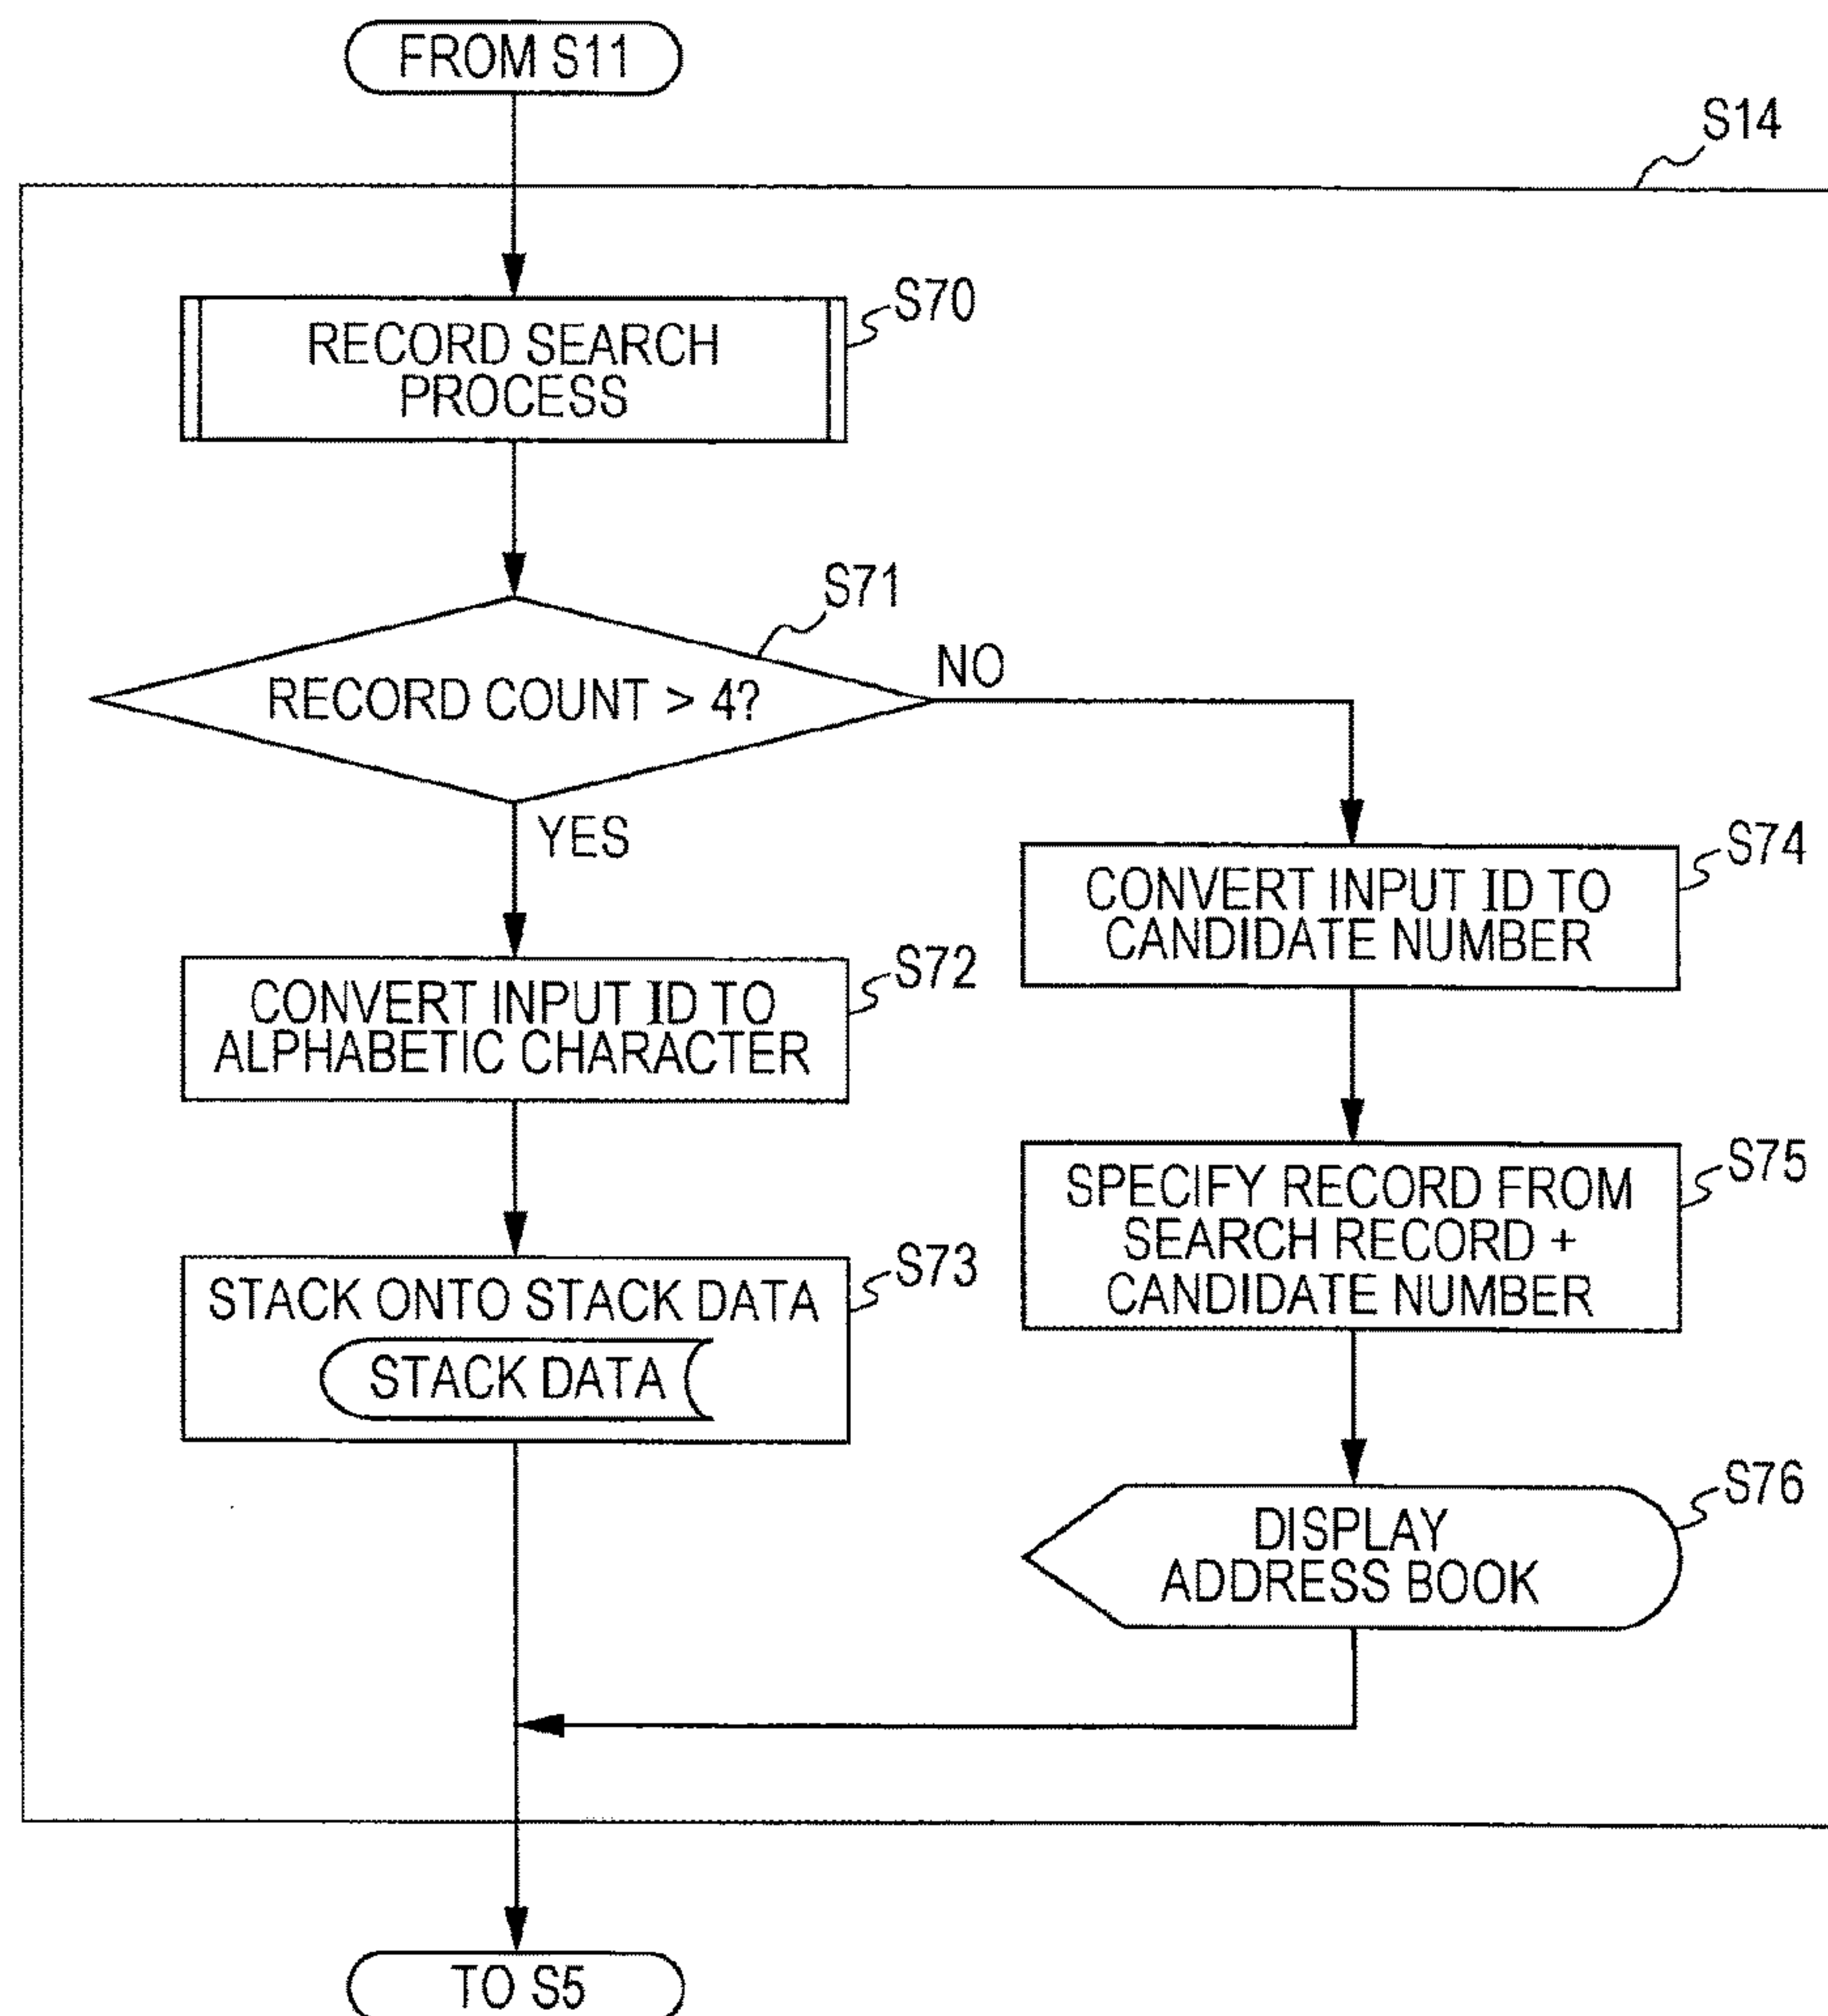 FROM S11
S14
RECORD SEARCH
PROCESS
S70
S71
RECORD COUNT > 4?
NO
YES
CONVERT INPUT ID TO
ALPHABETIC CHARACTER
S72
STACK ONTO STACK DATA
STACK DATA
S73
CONVERT INPUT ID TO
CANDIDATE NUMBER
S74
SPECIFY RECORD FROM
SEARCH RECORD +
CANDIDATE NUMBER
S75
DISPLAY
ADDRESS BOOK
S76
TO S5